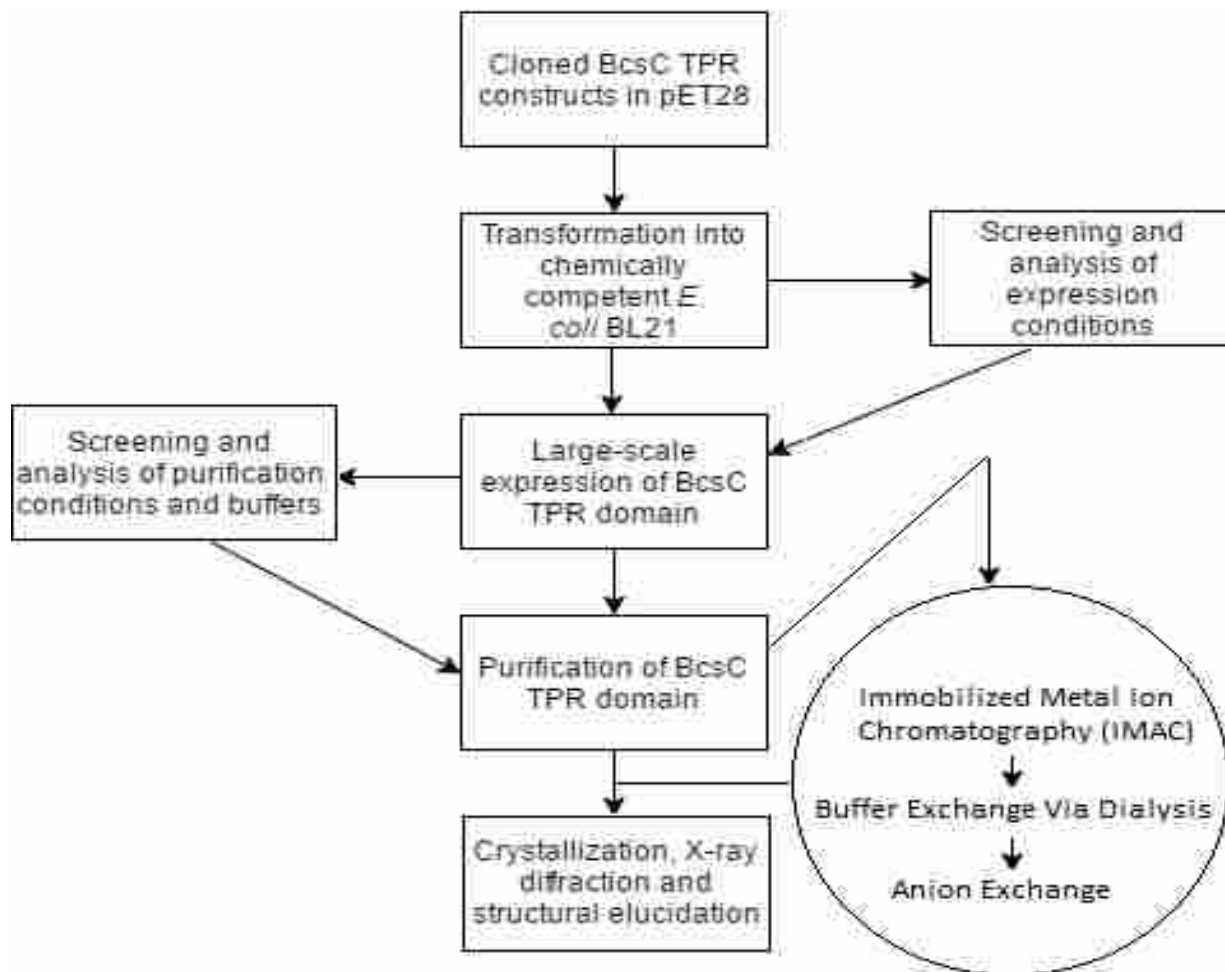 Cloned BcsC TPR
constructs in pET28
Transformation into
chemically
competent E.
coli BL21
Screening and
analysis of
expression
conditions
Large-scale
expression of BcsC
TPR domain
Screening and
analysis of purification
conditions and buffers
Purification of BcsC
TPR domain
Immobilized Metal Ion
Chromatography (IMAC)
Buffer Exchange Via Dialysis
Anion Exchange
Crystallization, X-ray
diffraction and
structural elucidation